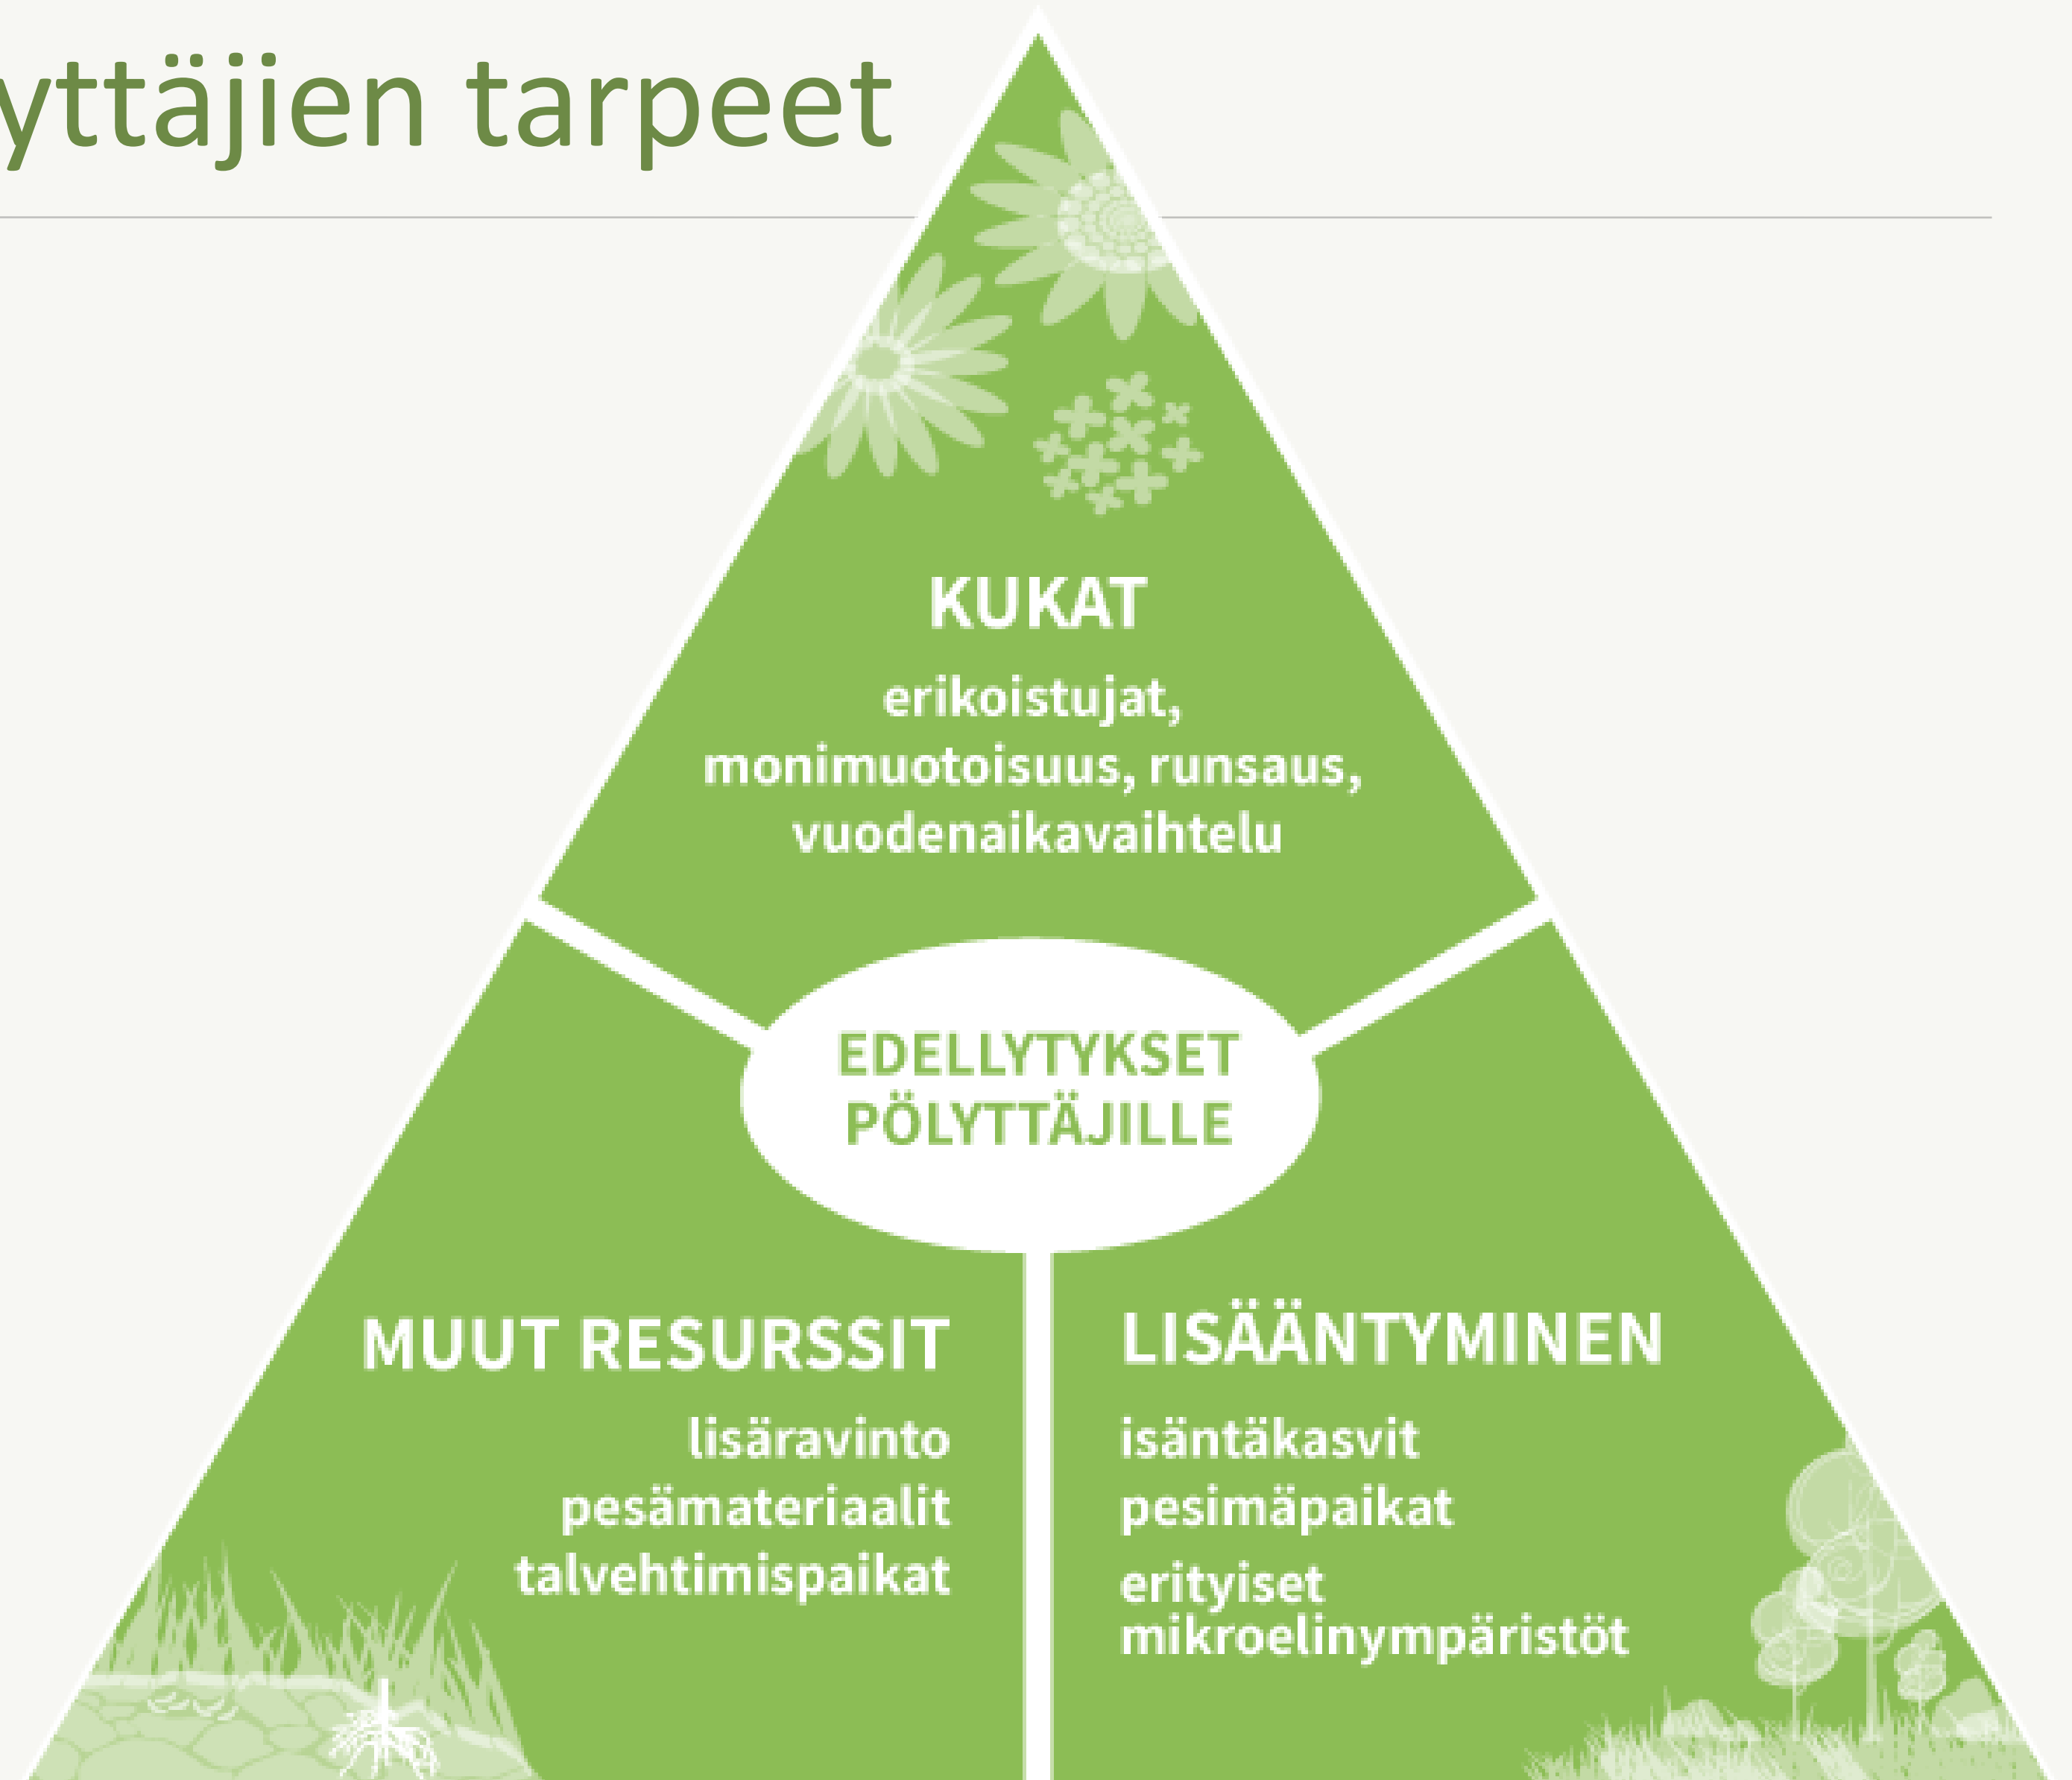 yttäjien tarpeet
KUKAT
erikoistujat,
monimuotoisuus, runsaus,
vuodenaikavaihtelu
EDELLYTYKSET
PÖLYTTÄJILLE
MUUT RESURSSIT
lisäravinto
pesämateriaalit
talvehtimispaikat
LISÄÄNTYMINEN
isäntäkasvit
pesimäpaikat
erityiset
mikroelinympäristöt